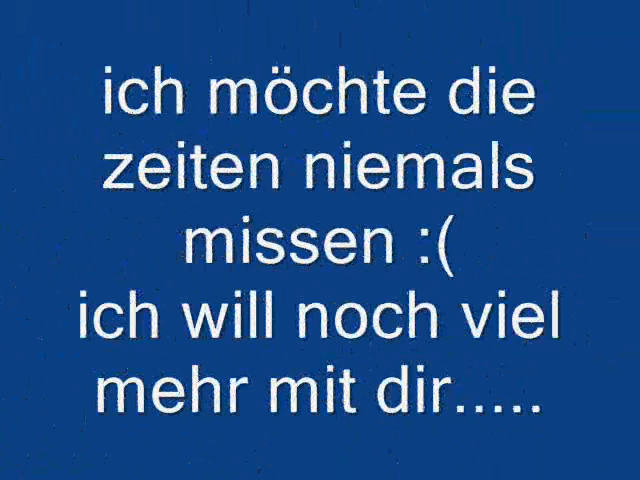 ich möchte die
zeiten niemals
missen :(
ich will noch viel
mehr mit dir.....